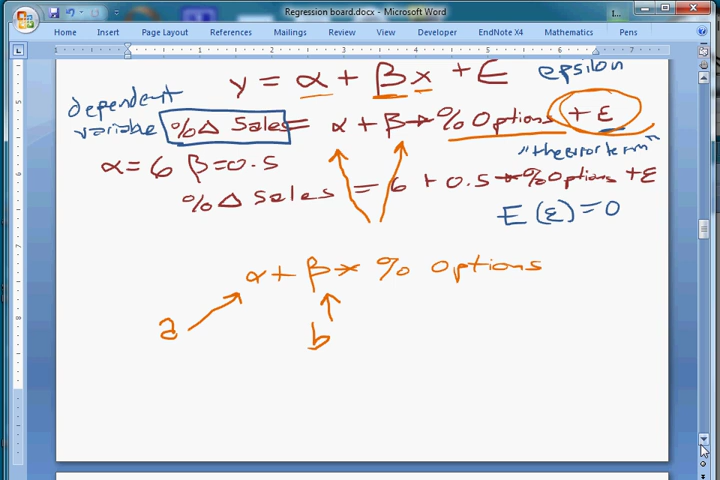 Regression board.docx - Microsoft Word
Home Insert Page Layout References Mailings Review View Developer EndNote X4 Mathematics Pens
y = α + βx + ε epsilon
dependent
variable %Δ Sales = α + β * % Options + ε
"the error term"
α = 6 β = 0.5
%Δ Sales = 6 + 0.5 * % Options + ε
E(ε) = 0
α + β * % Options
a
b